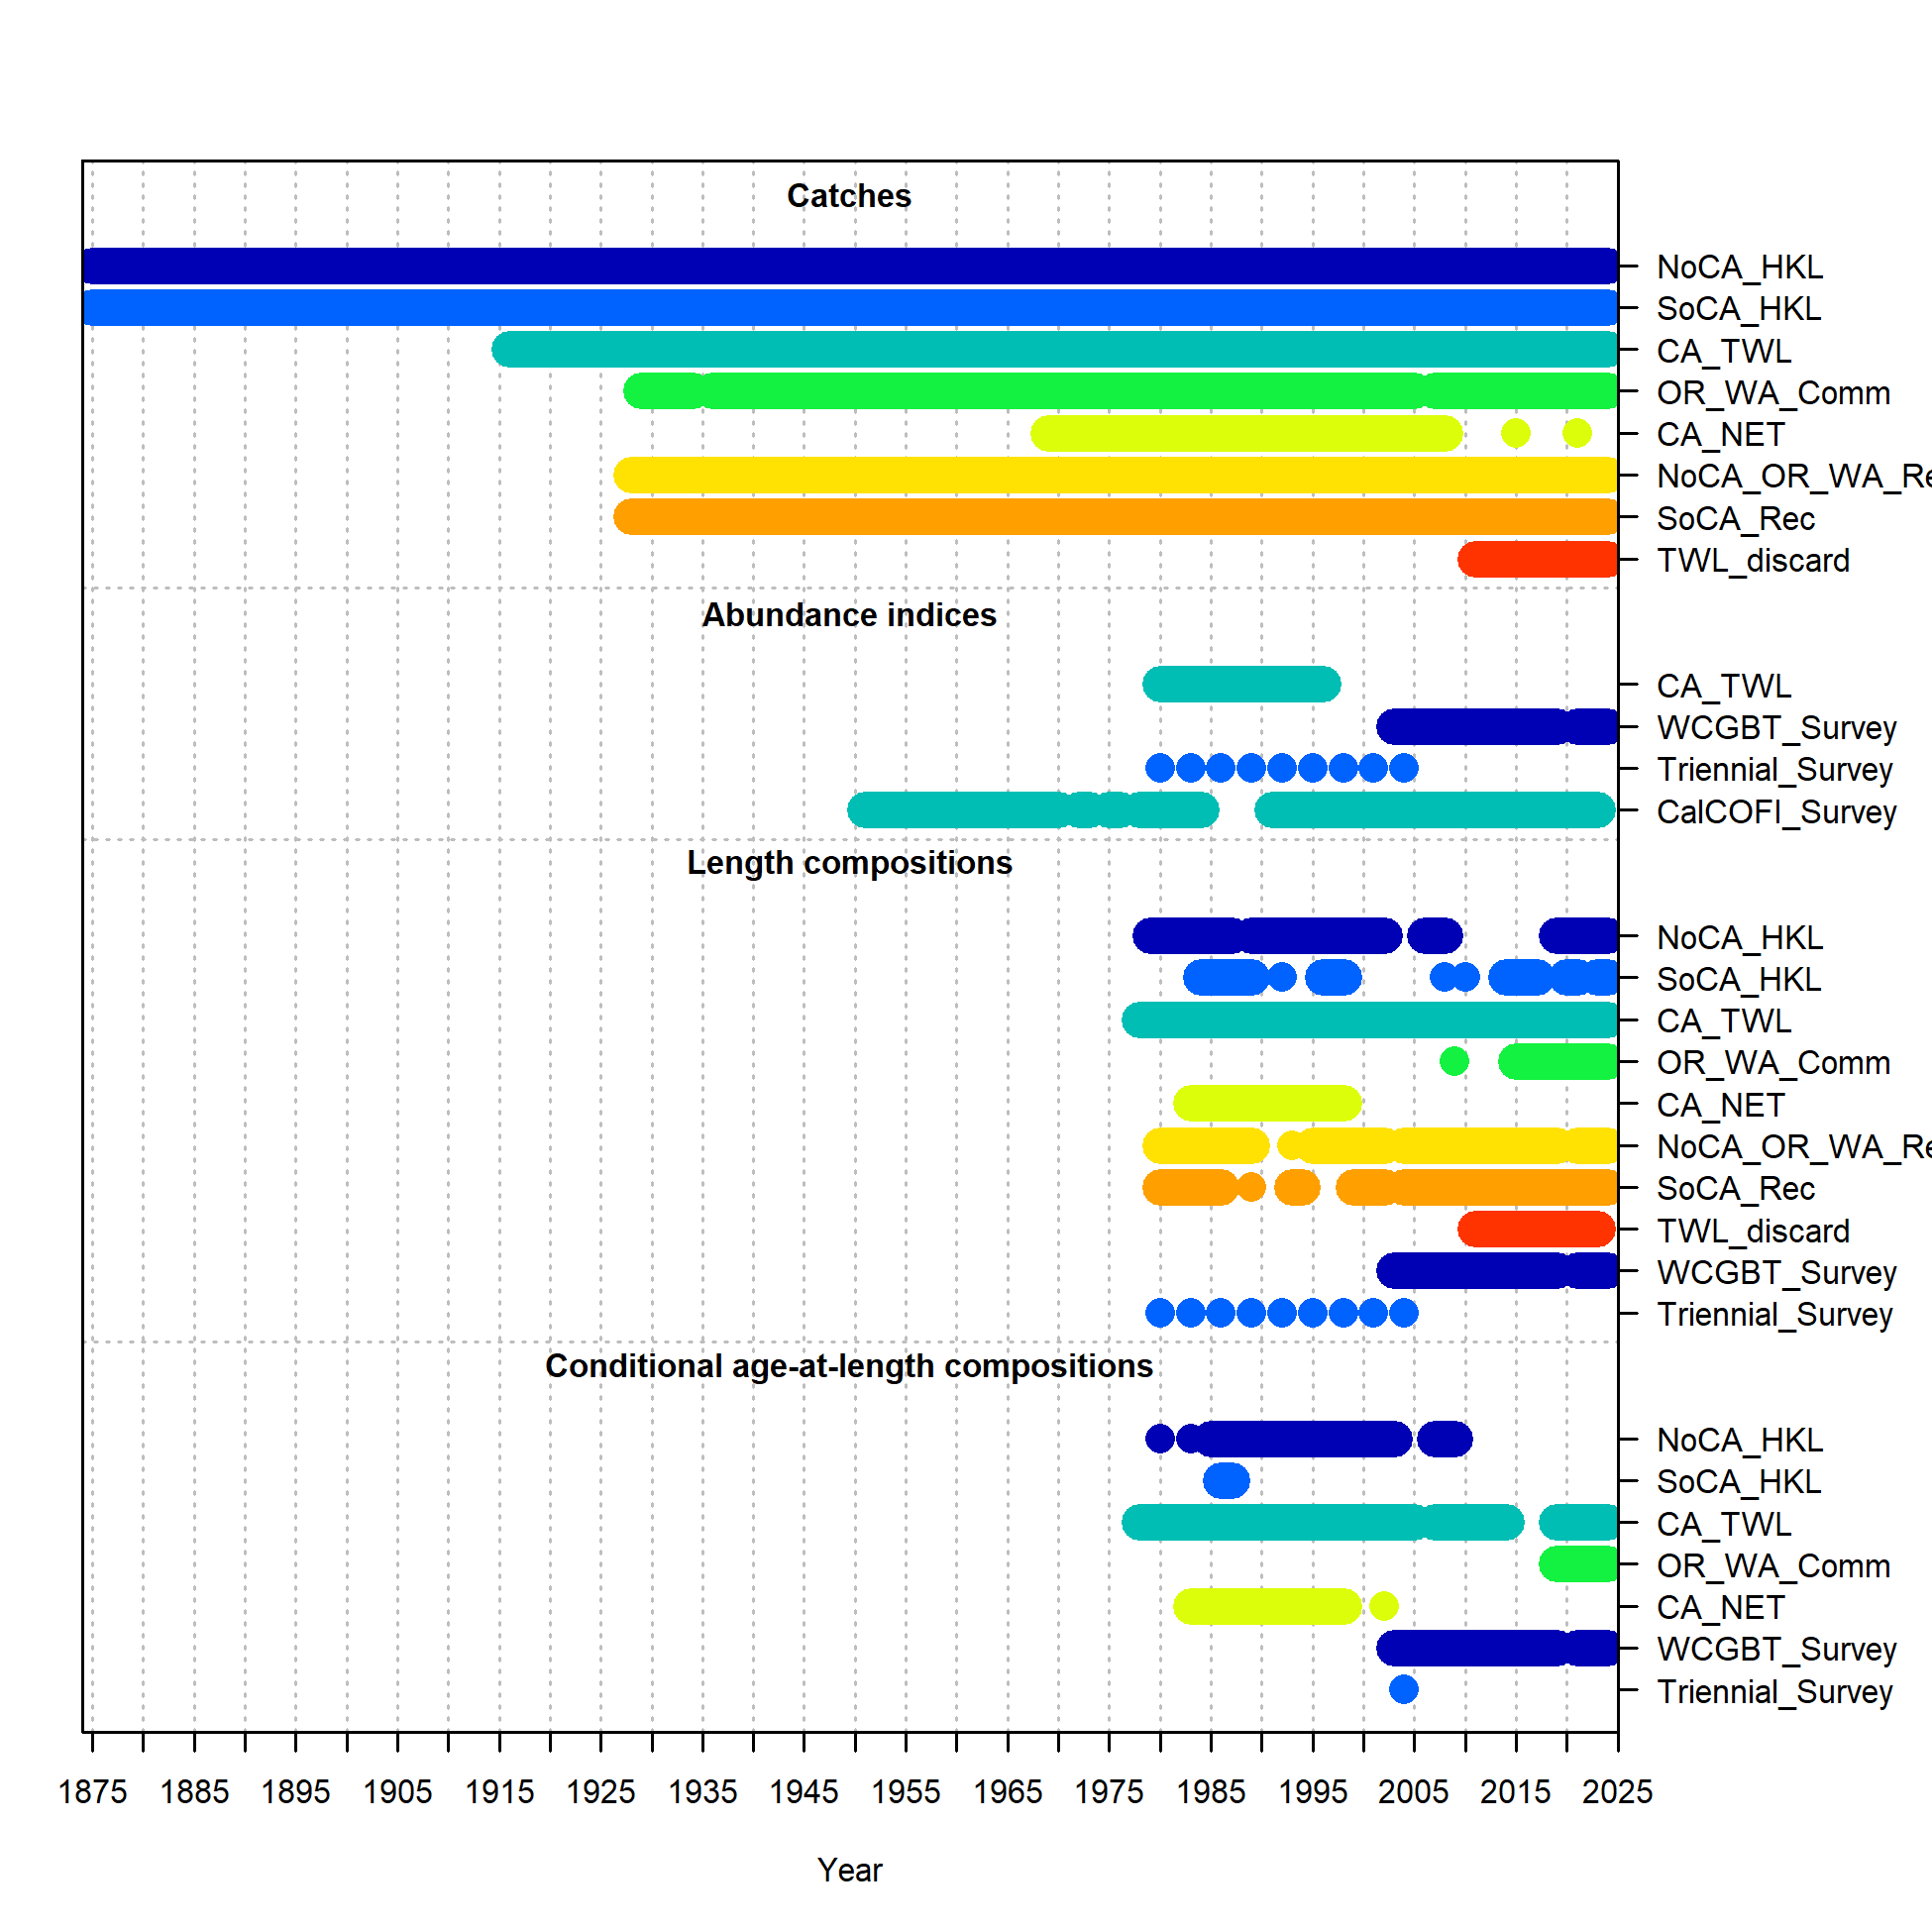 Catches
NoCA_HKL
SoCA_HKL
CA_TWL
OR_WA_Comm
CA_NET
NoCA_OR_WA_Re
SoCA_Rec
TWL_discard
Abundance indices
CA_TWL
WCGBT_Survey
Triennial_Survey
CalCOFI_Survey
Length compositions
NoCA_HKL
SoCA_HKL
CA_TWL
OR_WA_Comm
CA_NET
NoCA_OR_WA_Re
SoCA_Rec
TWL_discard
WCGBT_Survey
Triennial_Survey
Conditional age-at-length compositions
NoCA_HKL
SoCA_HKL
CA_TWL
OR_WA_Comm
CA_NET
WCGBT_Survey
Triennial_Survey
1875 1885 1895 1905 1915 1925 1935 1945 1955 1965 1975 1985 1995 2005 2015 2025
Year